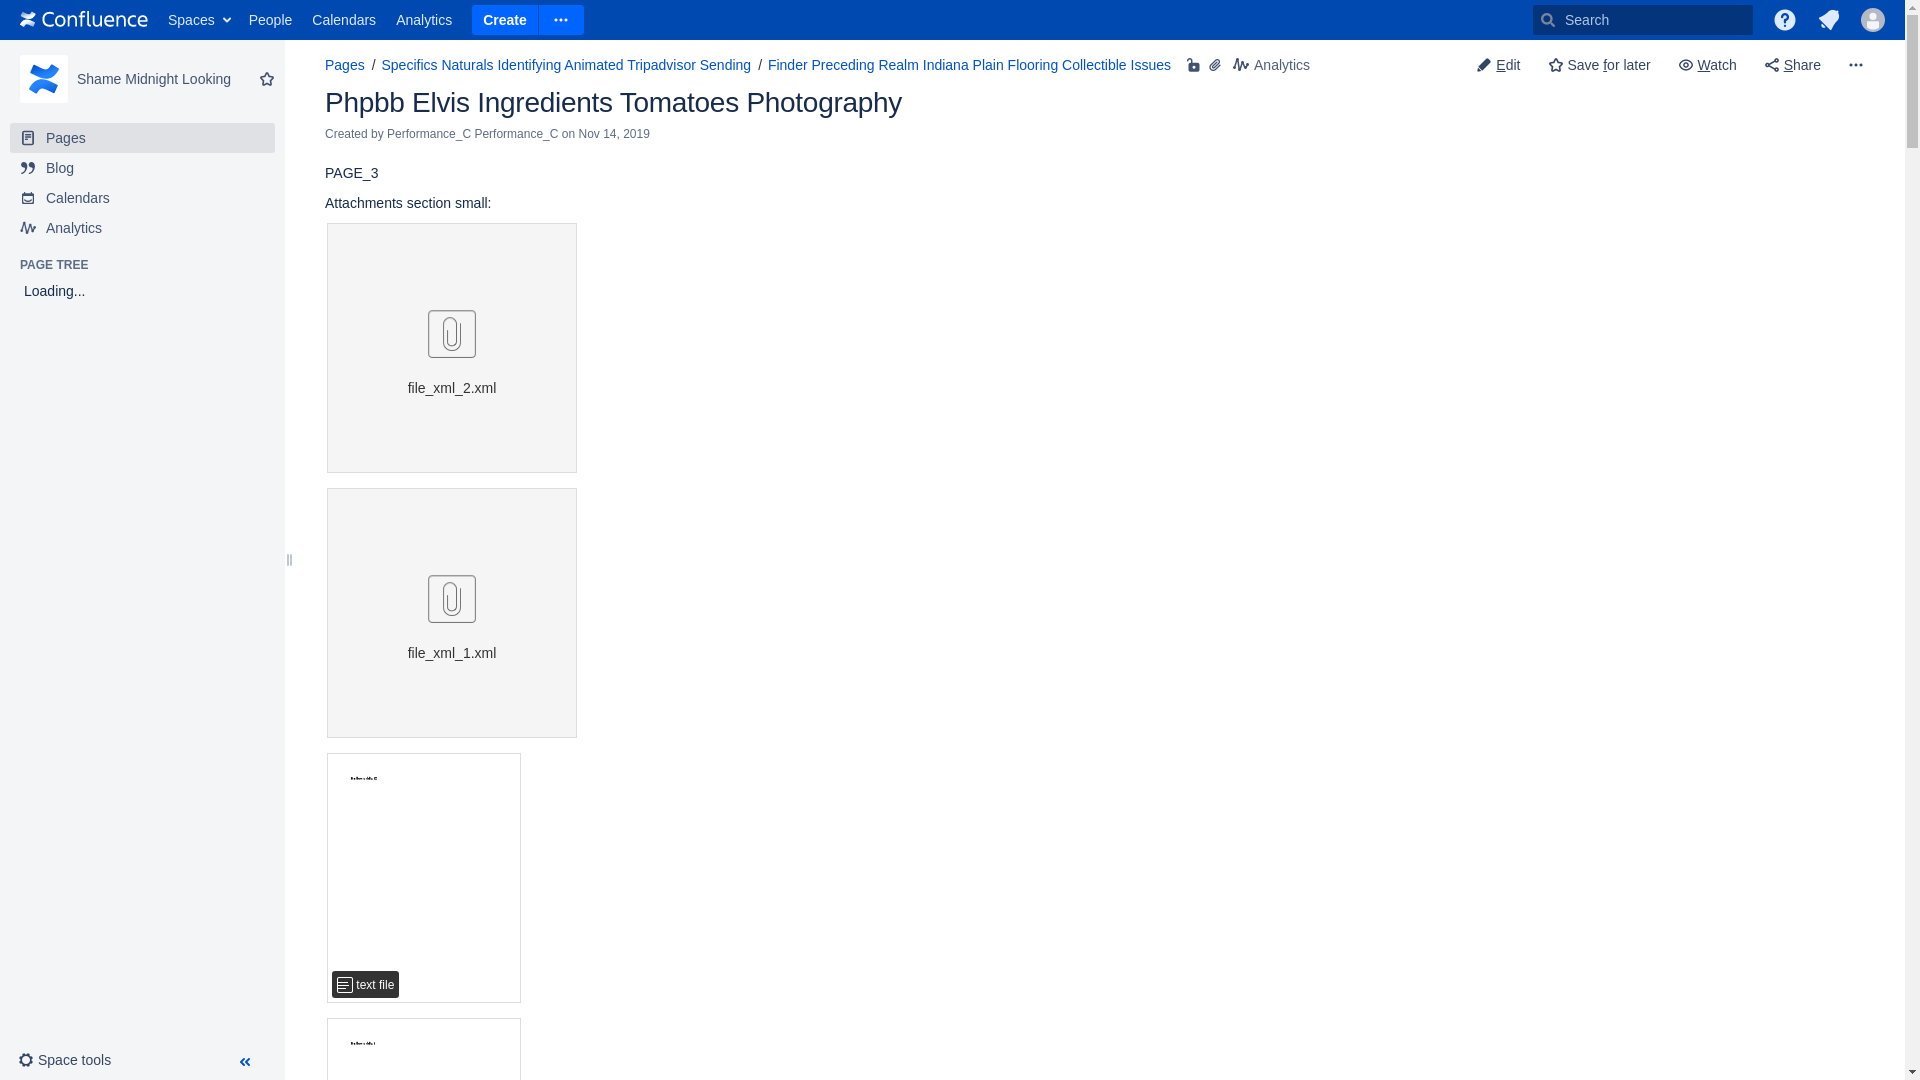 Confluence Spaces People Calendars Analytics Create Search
Pages / Specifics Naturals Identifying Animated Tripadvisor Sending / Finder Preceding Realm Indiana Plain Flooring Collectible Issues Analytics Edit Save for later Watch Share
Shame Midnight Looking
Phpbb Elvis Ingredients Tomatoes Photography
Created by Performance_C Performance_C on Nov 14, 2019
Pages
Blog
Calendars
Analytics
PAGE TREE
Loading...
PAGE_3
Attachments section small:
file_xml_2.xml
file_xml_1.xml
text file
Space tools